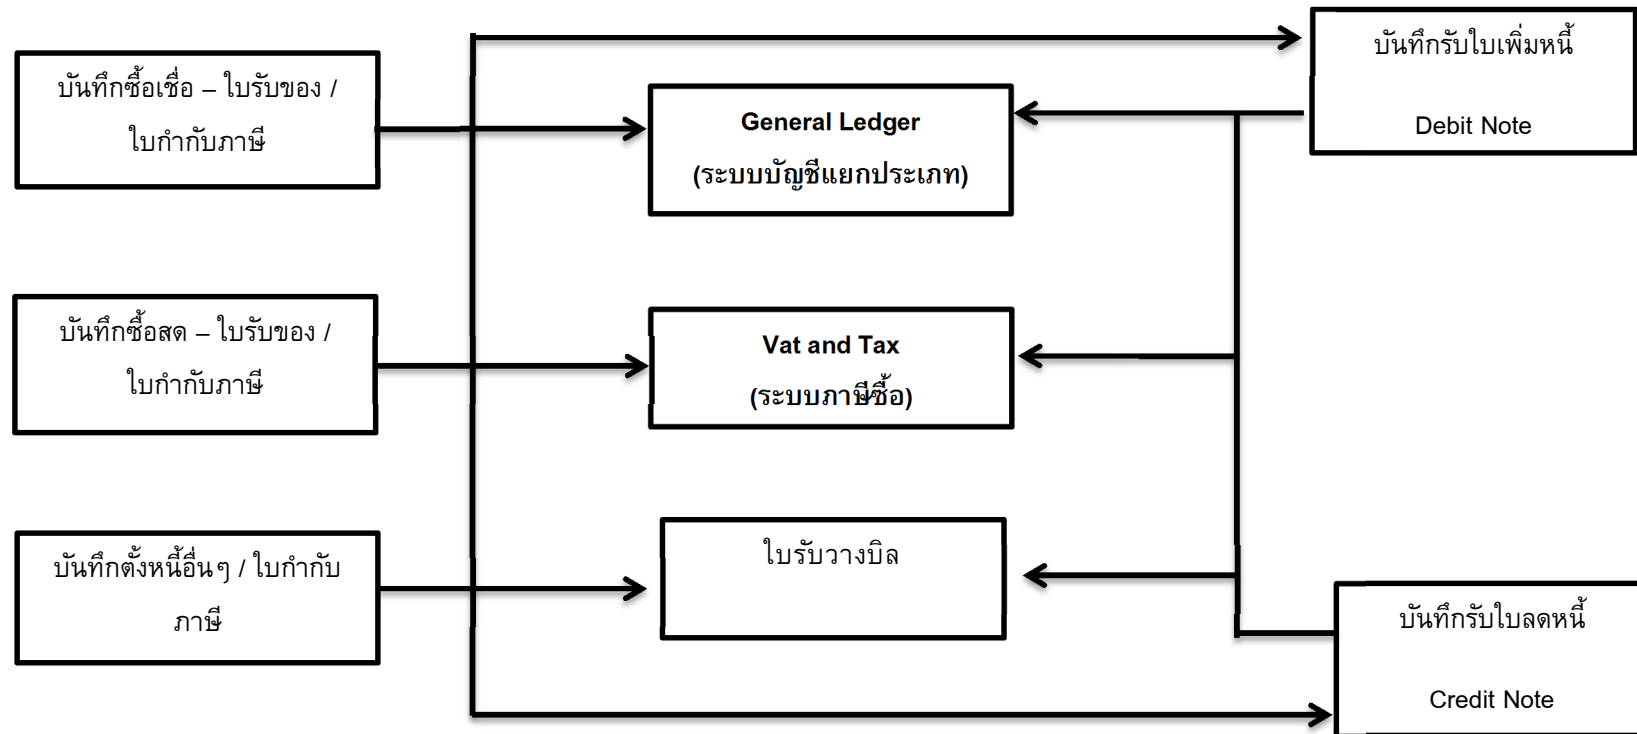 บันทึกซื้อเชื่อ – ใบรับของ /
ใบกำกับภาษี
General Ledger
(ระบบบัญชีแยกประเภท)
บันทึกรับใบเพิ่มหนี้
Debit Note
บันทึกซื้อสด – ใบรับของ /
ใบกำกับภาษี
Vat and Tax
(ระบบภาษีซื้อ)
บันทึกตั้งหนี้อื่นๆ / ใบกำกับ
ภาษี
ใบรับวางบิล
บันทึกรับใบลดหนี้
Credit Note